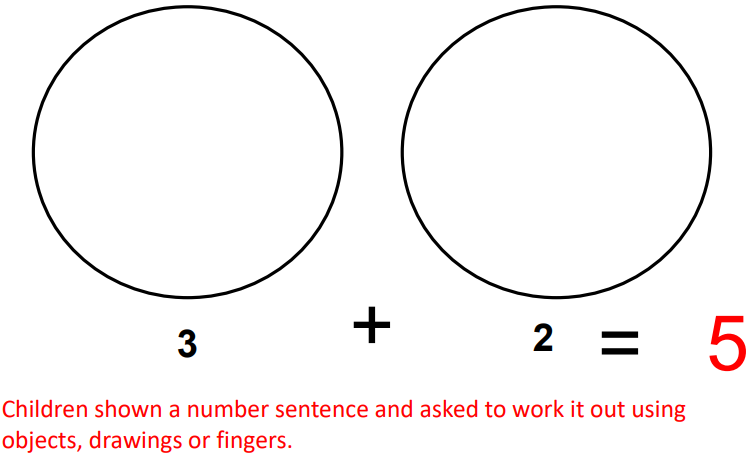 3 + 2 = 5
Children shown a number sentence and asked to work it out using
objects, drawings or fingers.